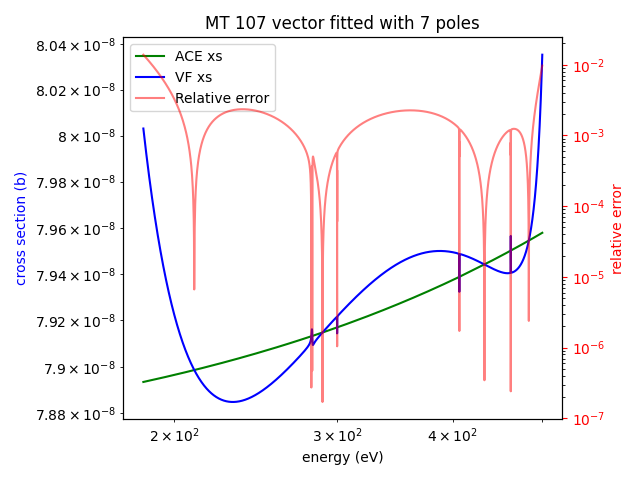 MT 107 vector fitted with 7 poles
ACE xs
VF xs
Relative error
8.04 × 10⁻⁸
8.02 × 10⁻⁸
8 × 10⁻⁸
7.98 × 10⁻⁸
7.96 × 10⁻⁸
7.94 × 10⁻⁸
7.92 × 10⁻⁸
7.9 × 10⁻⁸
7.88 × 10⁻⁸
cross section (b)
10⁻²
10⁻³
10⁻⁴
10⁻⁵
10⁻⁶
10⁻⁷
relative error
2 × 10² 3 × 10² 4 × 10²
energy (eV)